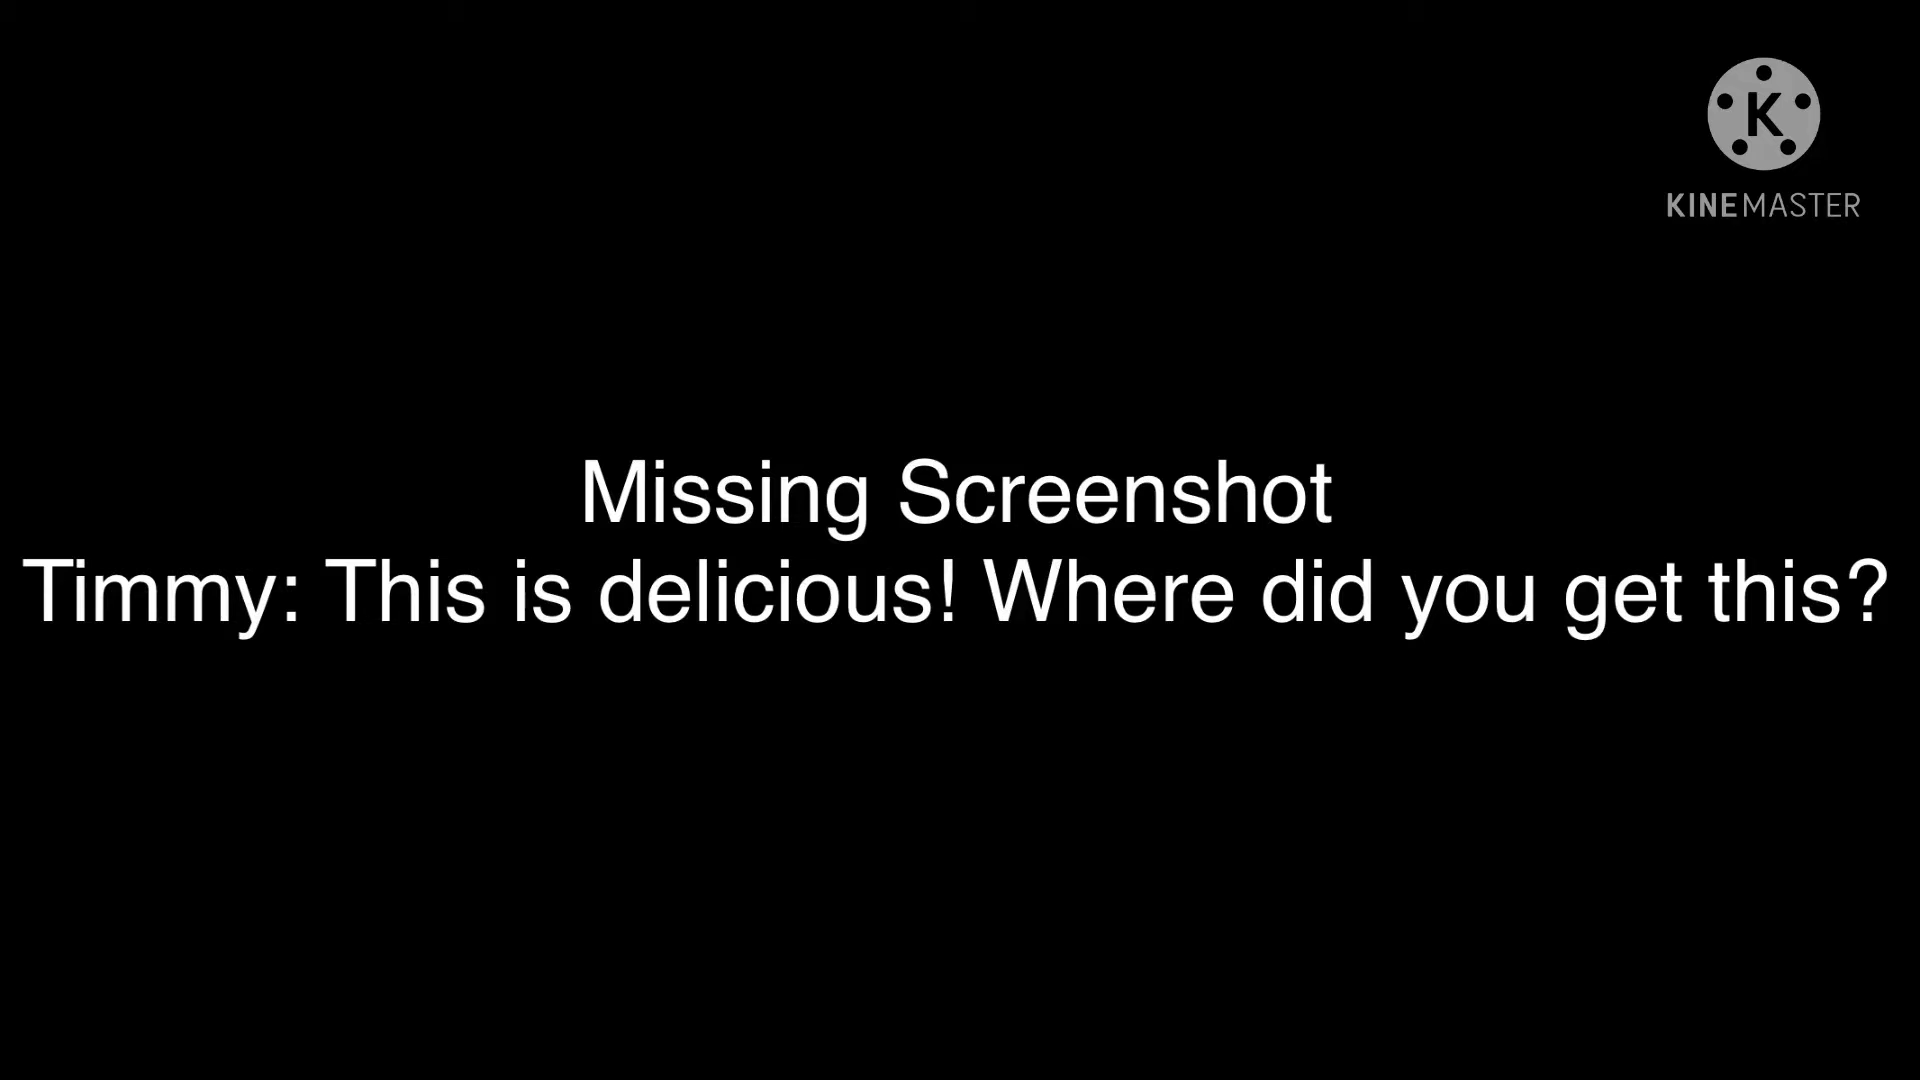 K
KINEMASTER
Missing Screenshot
Timmy: This is delicious! Where did you get this?